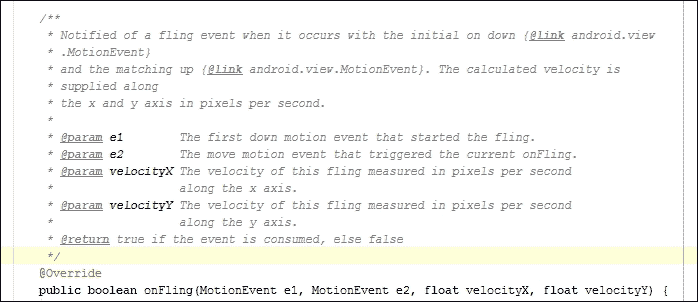 /**
* Notified of a fling event when it occurs with the initial on down {@link android.view
* .MotionEvent}
* and the matching up {@link android.view.MotionEvent}. The calculated velocity is
* supplied along
* the x and y axis in pixels per second.
*
* @param e1 The first down motion event that started the fling.
* @param e2 The move motion event that triggered the current onFling.
* @param velocityX The velocity of this fling measured in pixels per second
* along the x axis.
* @param velocityY The velocity of this fling measured in pixels per second
* along the y axis.
* @return true if the event is consumed, else false
*/
@Override
public boolean onFling(MotionEvent e1, MotionEvent e2, float velocityX, float velocityY) {